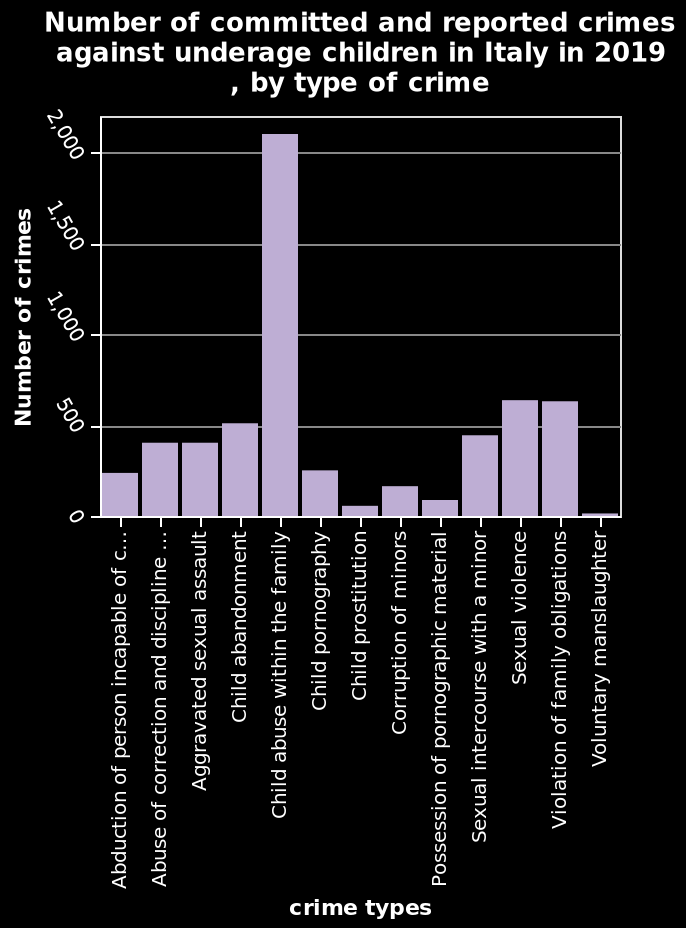 Number of committed and reported crimes
against underage children in Italy in 2019
, by type of crime
Number of crimes
2,000
1,500
1,000
500
0
Abduction of person incapable of c...
Abuse of correction and discipline ...
Aggravated sexual assault
Child abandonment
Child abuse within the family
Child pornography
Child prostitution
Corruption of minors
Possession of pornographic material
Sexual intercourse with a minor
Sexual violence
Violation of family obligations
Voluntary manslaughter
crime types